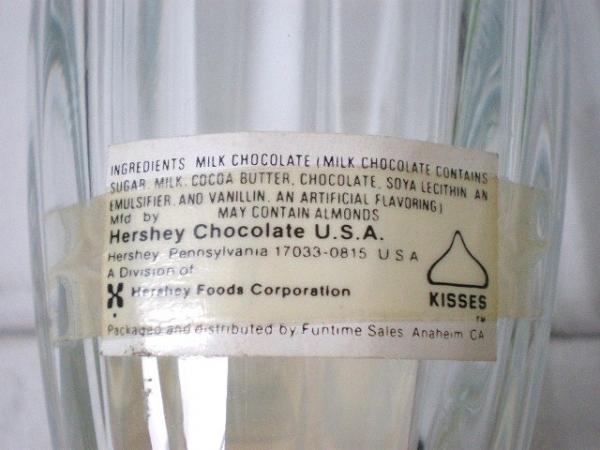 INGREDIENTS MILK CHOCOLATE (MILK CHOCOLATE CONTAINS
SUGAR, MILK, COCOA BUTTER, CHOCOLATE, SOYA LECITHIN AN
EMULSIFIER, AND VANILLIN, AN ARTIFICIAL FLAVORING)
Mfd by MAY CONTAIN ALMONDS
Hershey Chocolate U.S.A.
Hershey Pennsylvania 17033-0815 U S A
A Division of
Hershey Foods Corporation
KISSES
TM
Packaged and distributed by Funtime Sales Anaheim CA